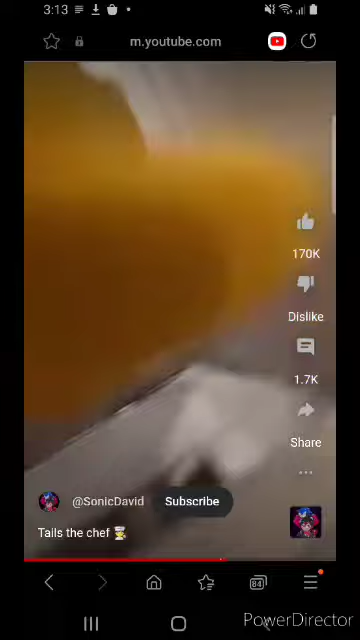 3:13
m.youtube.com
170K
Dislike
1.7K
Share
@SonicDavid Subscribe
Tails the chef 👨‍🍳
84
PowerDirector